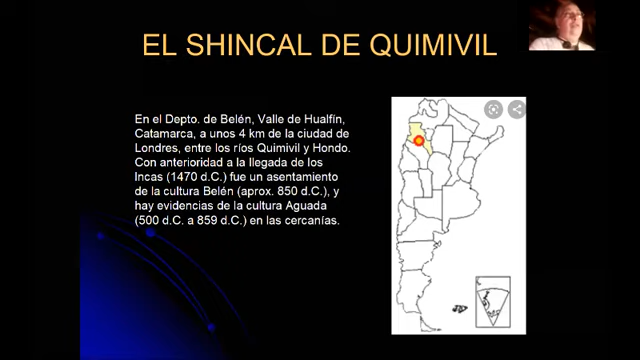 EL SHINCAL DE QUIMIVIL
En el Depto. de Belén, Valle de Hualfín,
Catamarca, a unos 4 km de la ciudad de
Londres, entre los ríos Quimivil y Hondo.
Con anterioridad a la llegada de los
Incas (1470 d.C.) fue un asentamiento
de la cultura Belén (aprox. 850 d.C.), y
hay evidencias de la cultura Aguada
(500 d.C. a 859 d.C.) en las cercanías.